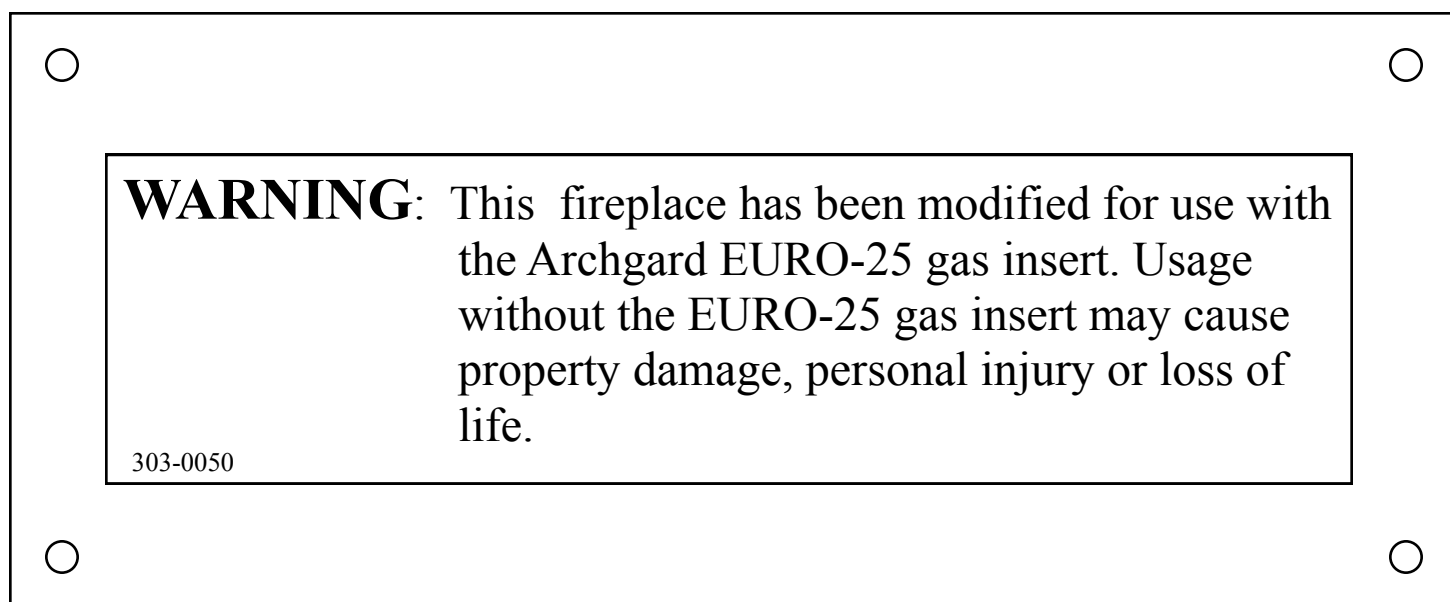 WARNING: This fireplace has been modified for use with
the Archgard EURO-25 gas insert. Usage
without the EURO-25 gas insert may cause
property damage, personal injury or loss of
life.
303-0050